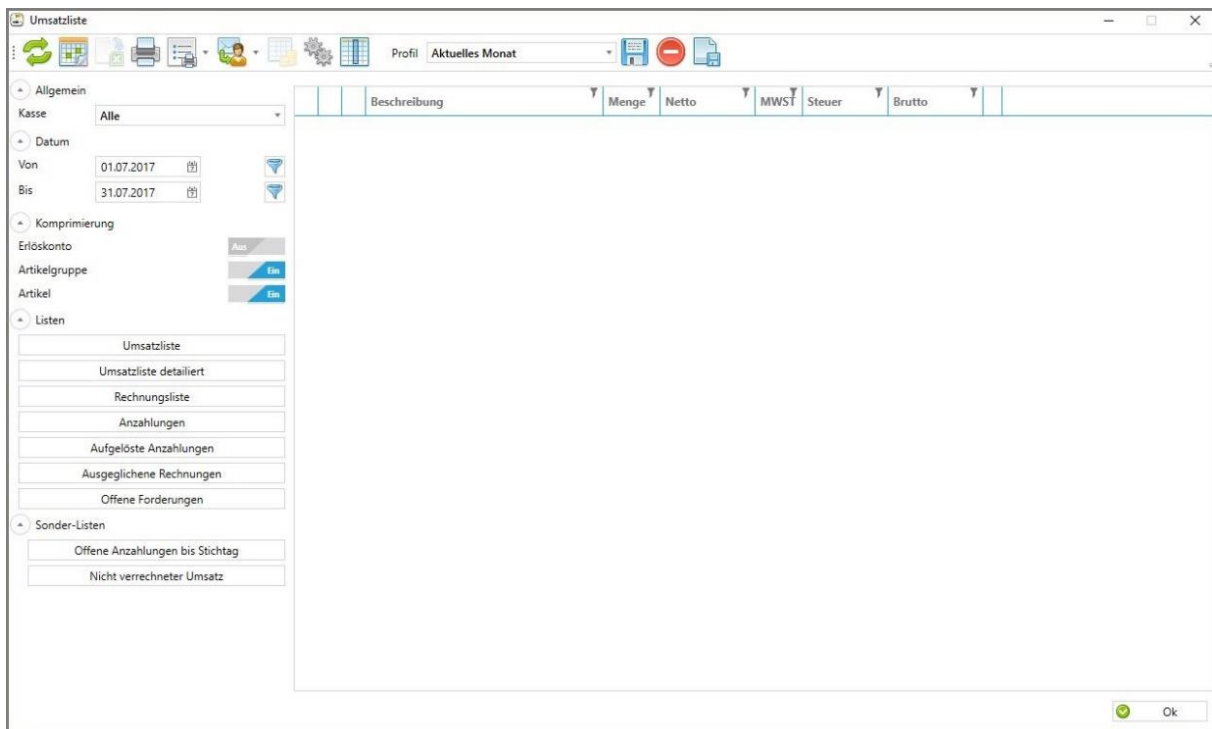 Umsatzliste
Profil Aktuelles Monat
Allgemein
Kasse Alle
Datum
Von 01.07.2017
Bis 31.07.2017
Komprimierung
Erlöskonto Aus
Artikelgruppe Ein
Artikel Ein
Listen
Umsatzliste
Umsatzliste detailiert
Rechnungsliste
Anzahlungen
Aufgelöste Anzahlungen
Ausgeglichene Rechnungen
Offene Forderungen
Sonder-Listen
Offene Anzahlungen bis Stichtag
Nicht verrechneter Umsatz
Beschreibung Menge Netto MWST Steuer Brutto
Ok